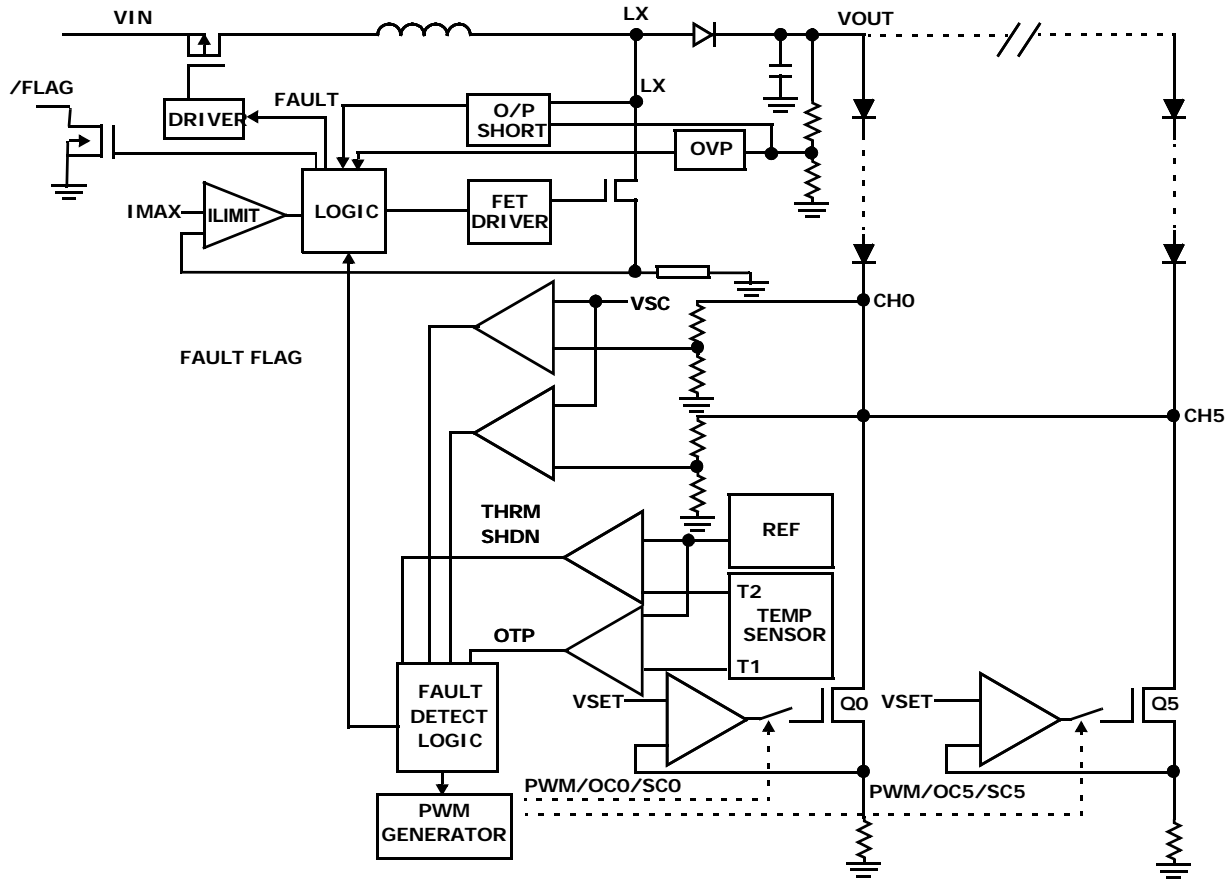 VIN
LX
VOUT
/FLAG
DRIVER
FAULT
O/P
SHORT
LX
OVP
IMAX
ILIMIT
LOGIC
FET
DRIVER
VSC
CH0
FAULT FLAG
CH5
THRM
SHDN
REF
T2
TEMP
SENSOR
T1
OTP
FAULT
DETECT
LOGIC
VSET
Q0
VSET
Q5
PWM/OC0/SC0
PWM/OC5/SC5
PWM
GENERATOR